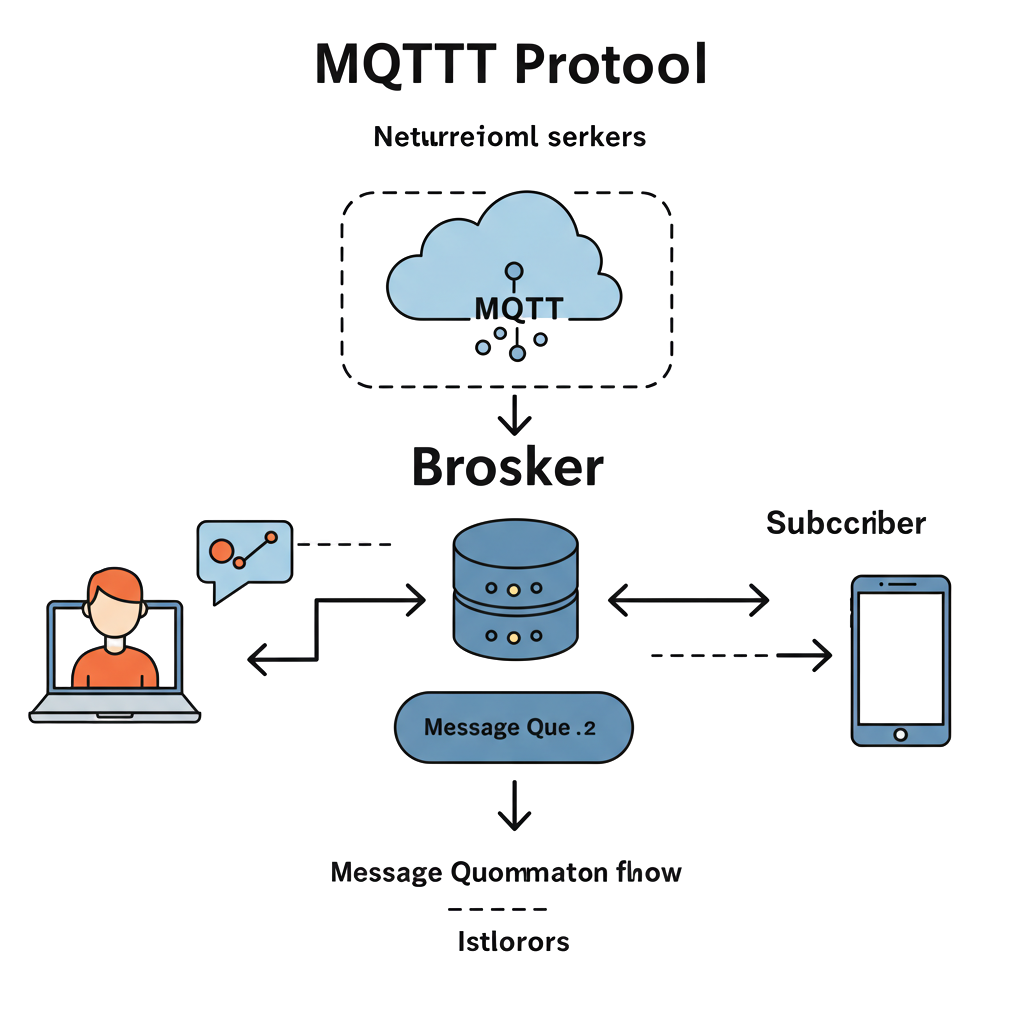 MQTTT Protool
Neturreioml serkers
MQTT
Brosker
Subccriber
Message Que .2
Message Quommaton flhow
Istlorors